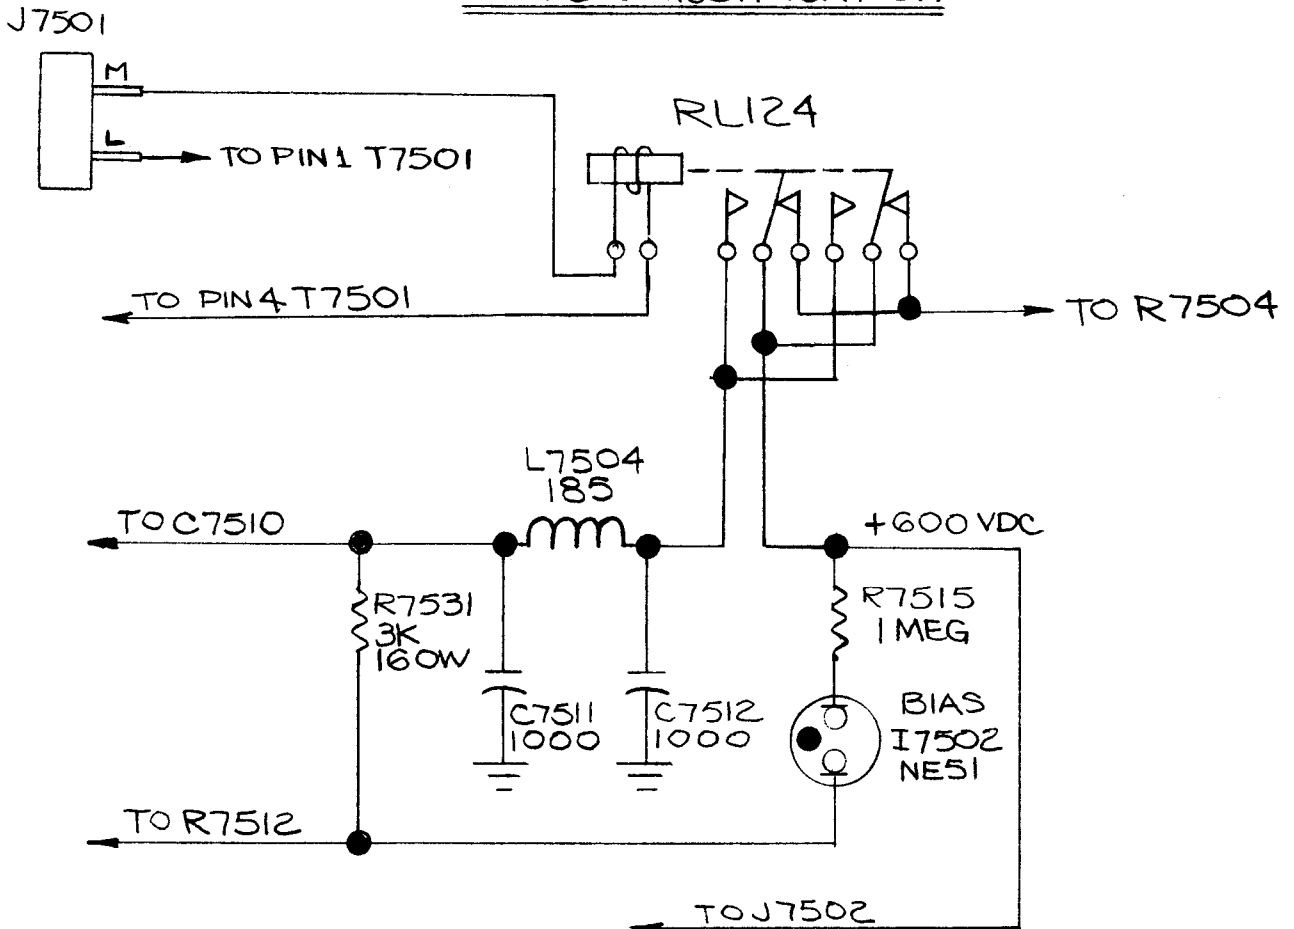 J7501
M
L
TO PIN 1 T7501
RL124
TO PIN 4 T7501
TO R7504
L7504
185
TO C7510
+600 VDC
R7531
3K
160W
R7515
1 MEG
C7511
1000
C7512
1000
BIAS
I7502
NE51
TO R7512
TO J7502